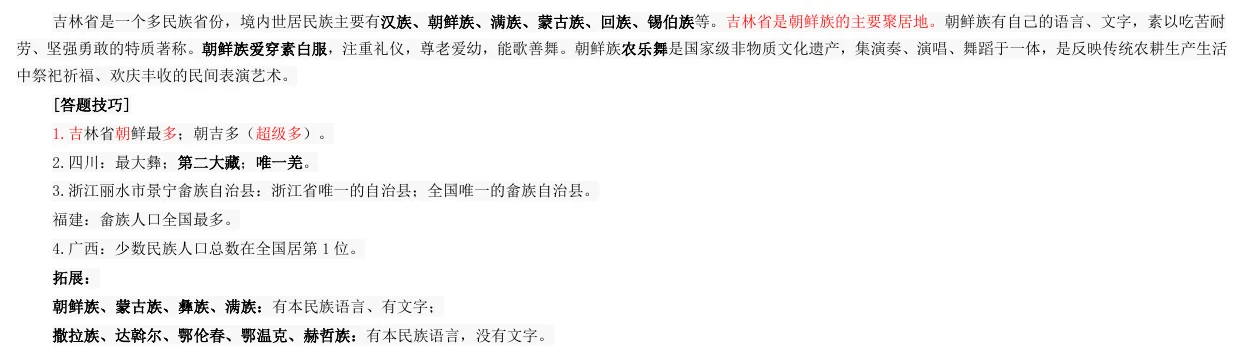 吉林省是一个多民族省份，境内世居民族主要有汉族、朝鲜族、满族、蒙古族、回族、锡伯族等。吉林省是朝鲜族的主要聚居地。朝鲜族有自己的语言、文字，素以吃苦耐
劳、坚强勇敢的特质著称。朝鲜族爱穿素白服，注重礼仪，尊老爱幼，能歌善舞。朝鲜族农乐舞是国家级非物质文化遗产，集演奏、演唱、舞蹈于一体，是反映传统农耕生产生活
中祭祀祈福、欢庆丰收的民间表演艺术。
[答题技巧]
1.吉林省朝鲜最多；朝吉多（超级多）。
2.四川：最大彝；第二大藏；唯一羌。
3.浙江丽水市景宁畲族自治县：浙江省唯一的自治县；全国唯一的畲族自治县。
福建：畲族人口全国最多。
4.广西：少数民族人口总数在全国居第 1 位。
拓展：
朝鲜族、蒙古族、彝族、满族：有本民族语言、有文字；
撒拉族、达斡尔、鄂伦春、鄂温克、赫哲族：有本民族语言，没有文字。